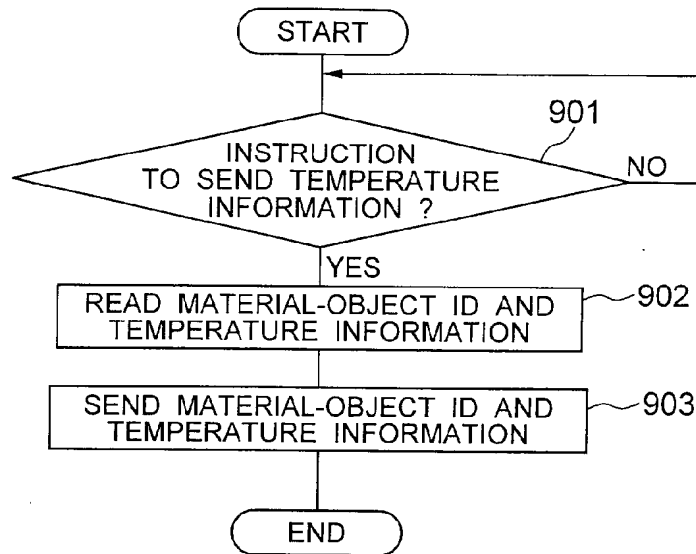 START
901
INSTRUCTION
TO SEND TEMPERATURE
INFORMATION ?
NO
YES
READ MATERIAL-OBJECT ID AND
TEMPERATURE INFORMATION
902
SEND MATERIAL-OBJECT ID AND
TEMPERATURE INFORMATION
903
END